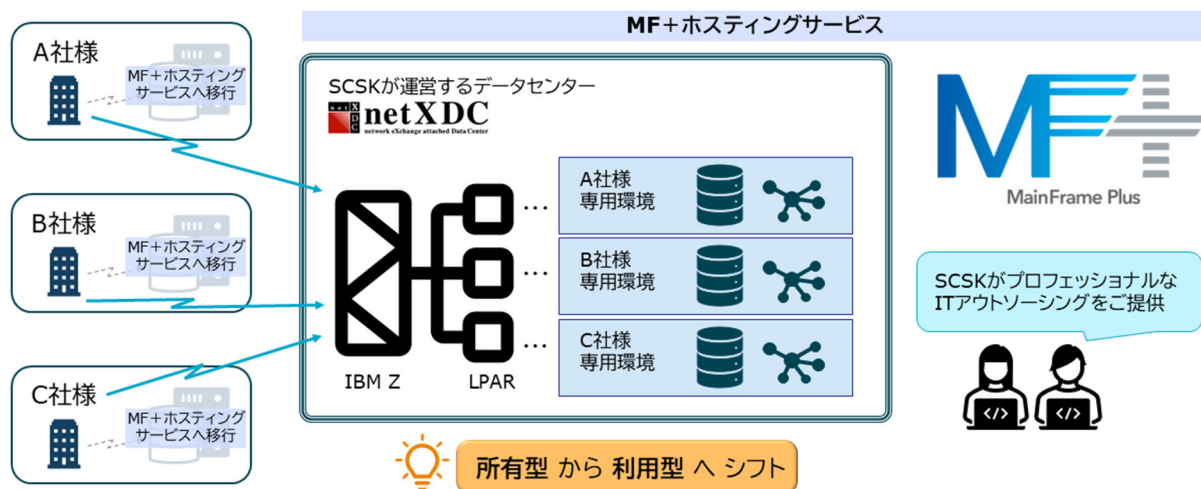 MF＋ホスティングサービス
A社様
MF＋ホスティング
サービスへ移行
B社様
MF＋ホスティング
サービスへ移行
C社様
MF＋ホスティング
サービスへ移行
SCSKが運営するデータセンター
net
XDC
netXDC
network eXchange attached Data Center
IBM Z
LPAR
…
A社様
専用環境
…
B社様
専用環境
…
C社様
専用環境
MF+
MainFrame Plus
SCSKがプロフェッショナルな
ITアウトソーシングをご提供
</>
</>
所有型 から 利用型 へ シフト